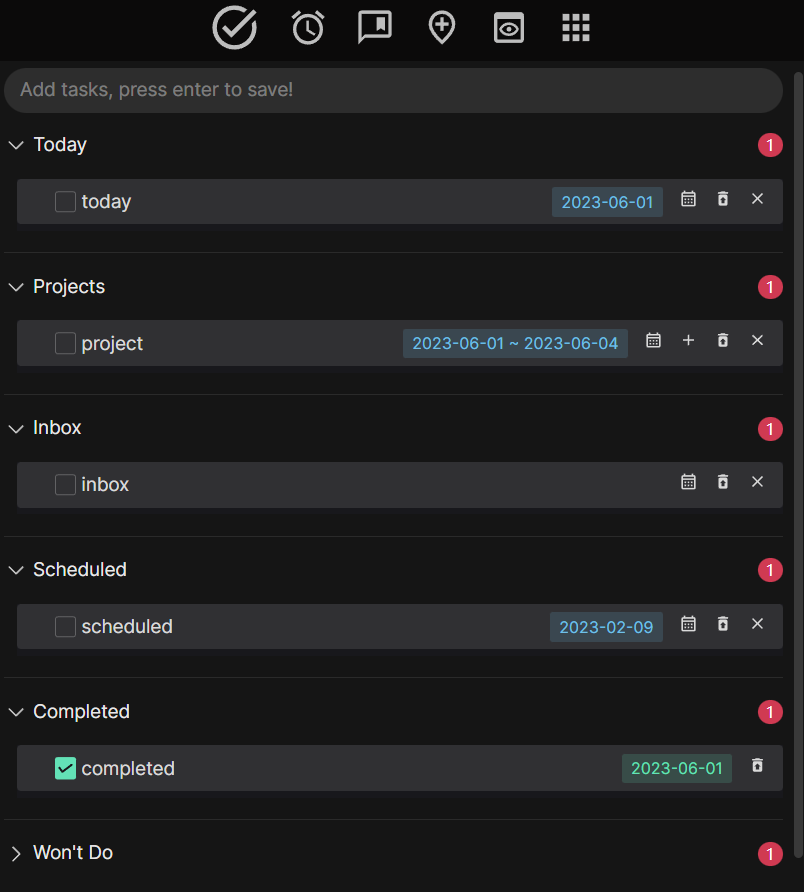 Add tasks, press enter to save!
Today 1
today 2023-06-01
Projects 1
project 2023-06-01 ~ 2023-06-04
Inbox 1
inbox
Scheduled 1
scheduled 2023-02-09
Completed 1
completed 2023-06-01
Won't Do 1